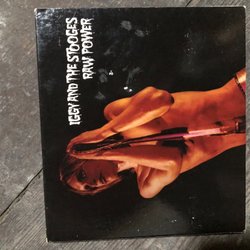 IGGY AND THE STOOGES
RAW POWER